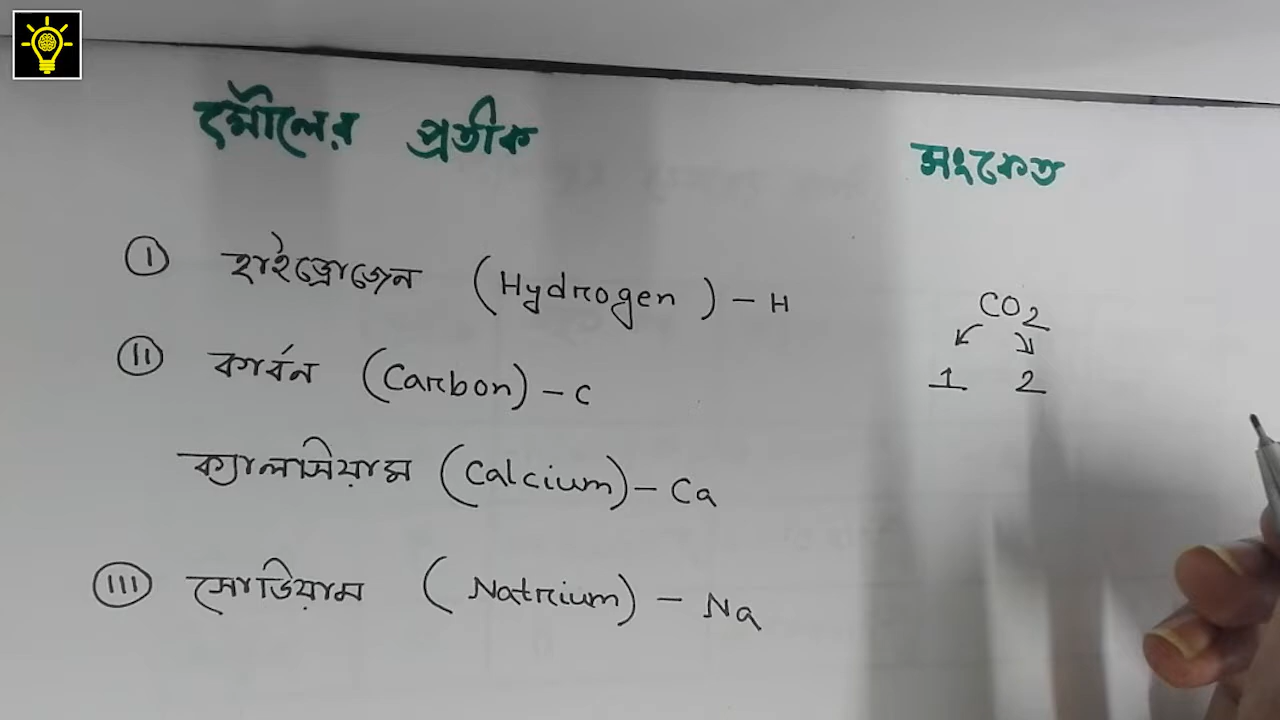 মৌলের প্রতীক
সংকেত
I হাইড্রোজেন (Hydrogen) - H
II কার্বন (Carbon) - C
ক্যালসিয়াম (Calcium) - Ca
III সোডিয়াম (Natrium) - Na
CO2
1 2